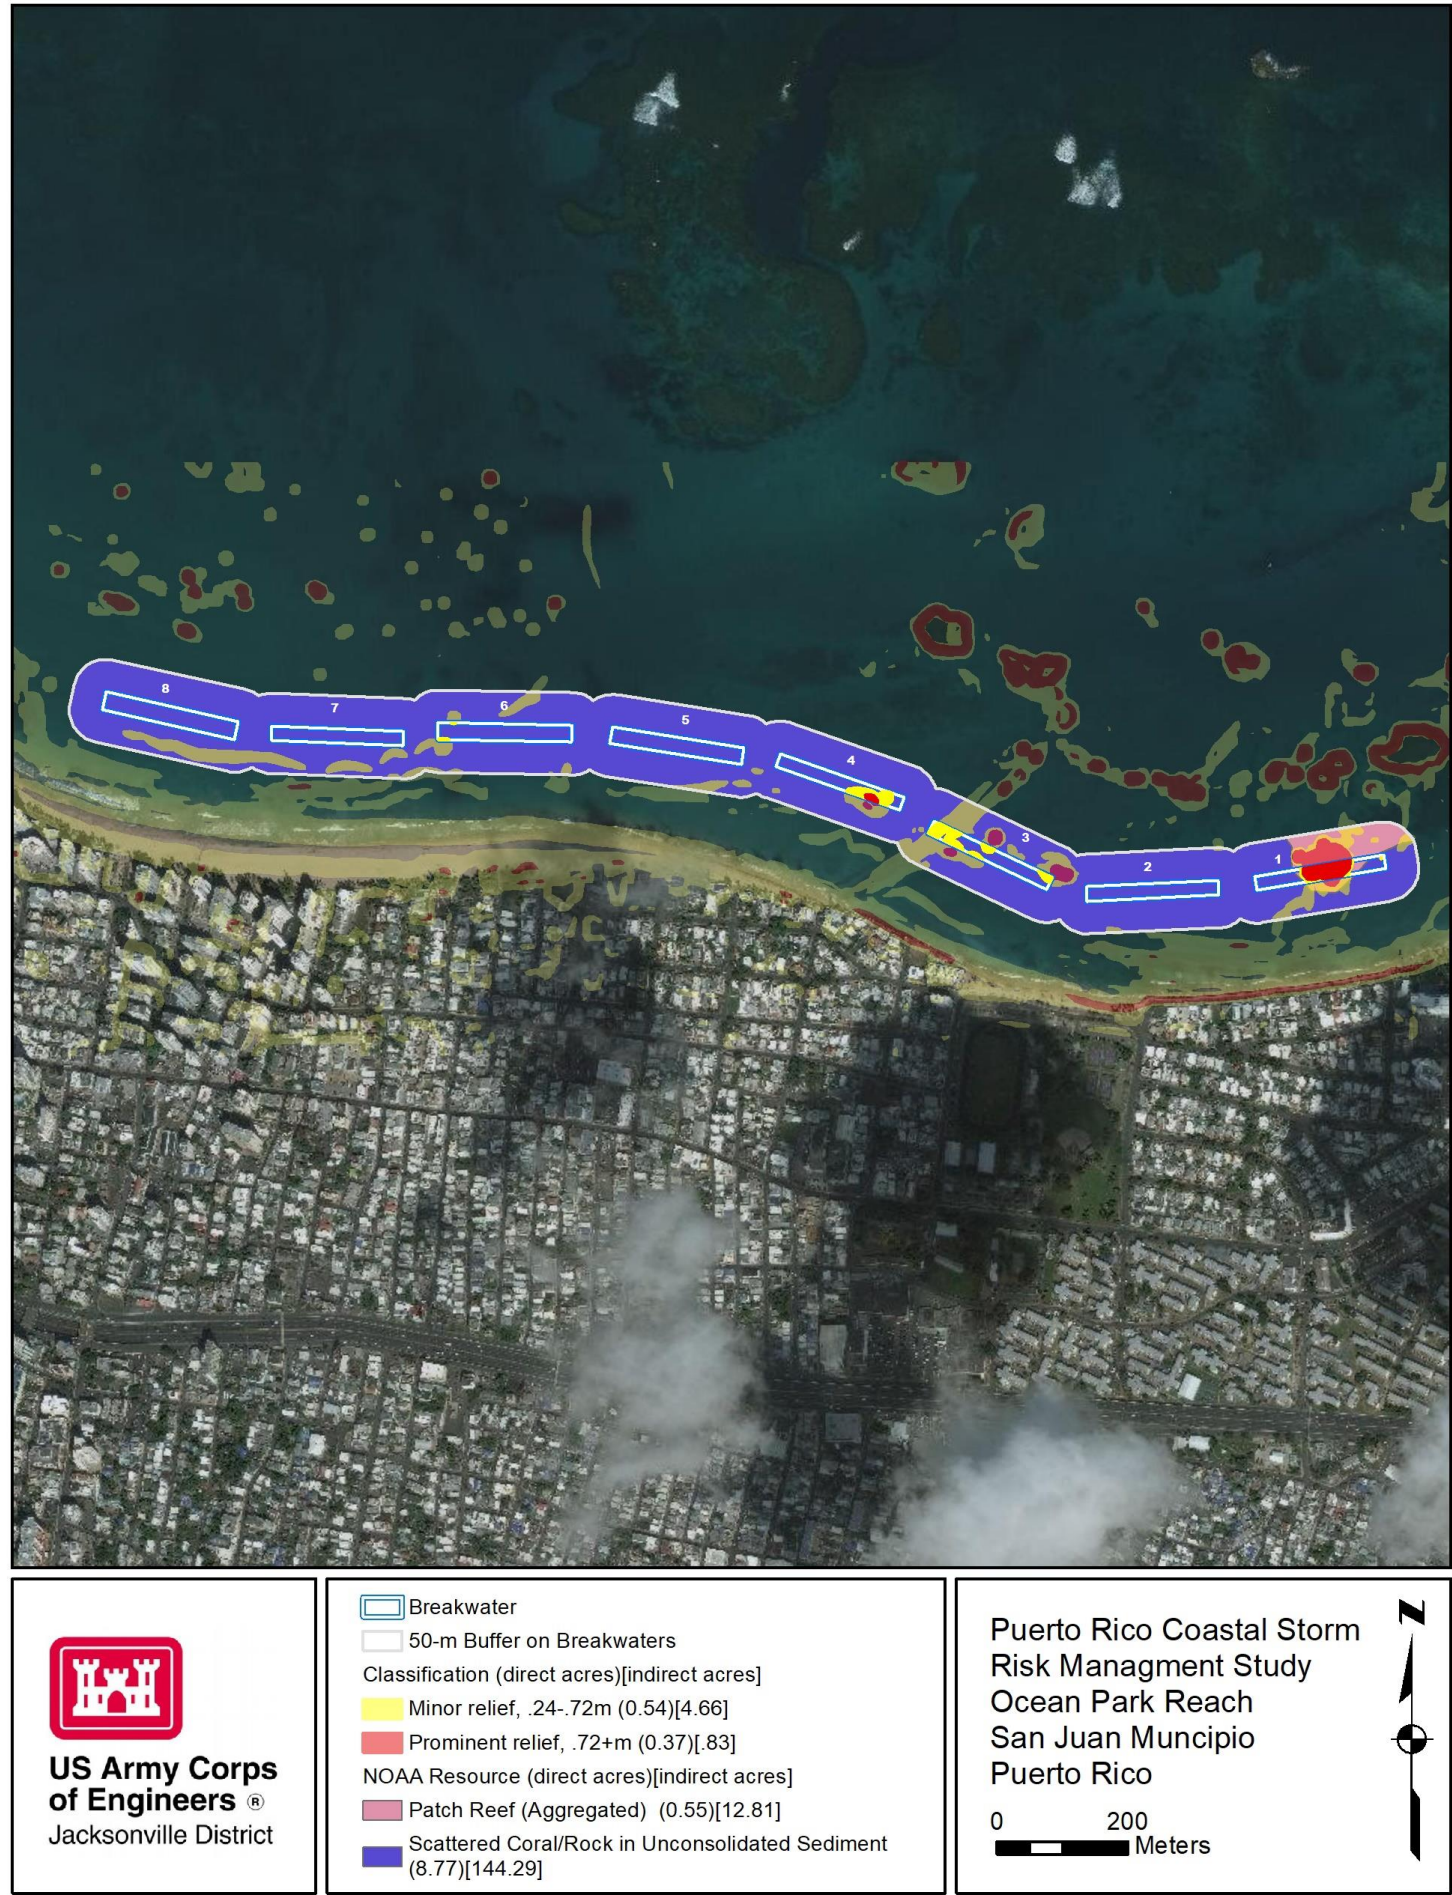 8
7
6
5
4
3
2
1
US Army Corps
of Engineers ®
Jacksonville District
Breakwater
50-m Buffer on Breakwaters
Classification (direct acres)[indirect acres]
Minor relief, .24-.72m (0.54)[4.66]
Prominent relief, .72+m (0.37)[.83]
NOAA Resource (direct acres)[indirect acres]
Patch Reef (Aggregated) (0.55)[12.81]
Scattered Coral/Rock in Unconsolidated Sediment
(8.77)[144.29]
Puerto Rico Coastal Storm
Risk Managment Study
Ocean Park Reach
San Juan Muncipio
Puerto Rico
0 200
Meters
N